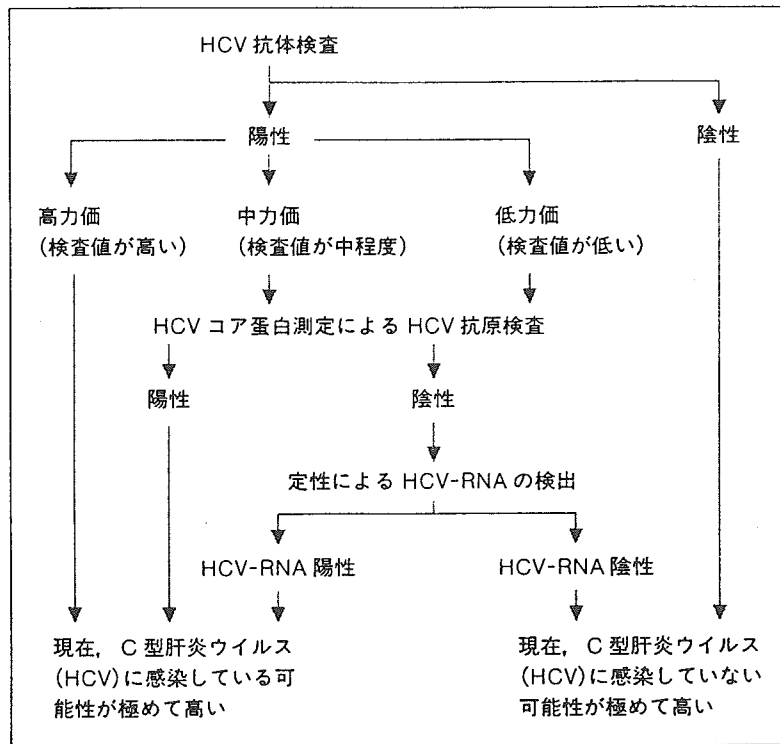 HCV 抗体検査
陽性
陰性
高力価
(検査値が高い)
中力価
(検査値が中程度)
低力価
(検査値が低い)
HCV コア蛋白測定による HCV 抗原検査
陽性
陰性
定性による HCV-RNA の検出
HCV-RNA 陽性
HCV-RNA 陰性
現在, C 型肝炎ウイルス
(HCV)に感染している可
能性が極めて高い
現在, C 型肝炎ウイルス
(HCV)に感染していない
可能性が極めて高い